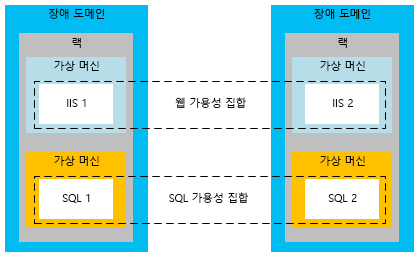 장애 도메인
장애 도메인
랙
랙
가상 머신
가상 머신
IIS 1
웹 가용성 집합
IIS 2
가상 머신
가상 머신
SQL 1
SQL 가용성 집합
SQL 2